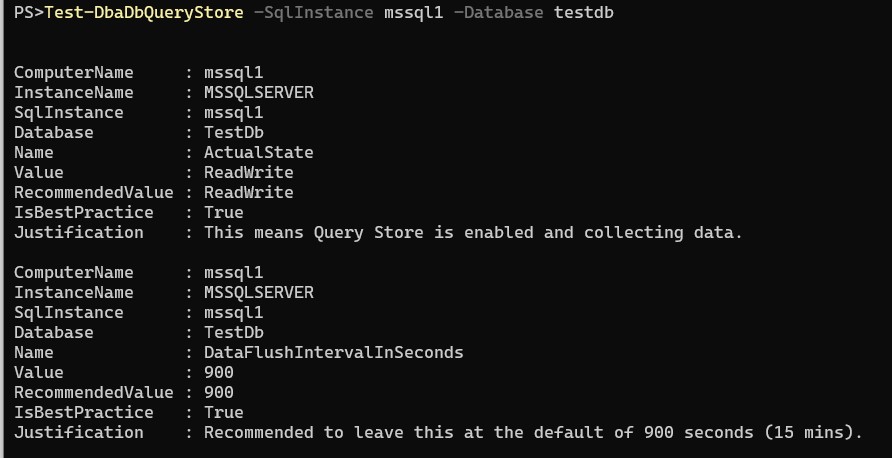 PS>Test-DbaDbQueryStore -SqlInstance mssql1 -Database testdb
ComputerName : mssql1
InstanceName : MSSQLSERVER
SqlInstance : mssql1
Database : TestDb
Name : ActualState
Value : ReadWrite
RecommendedValue : ReadWrite
IsBestPractice : True
Justification : This means Query Store is enabled and collecting data.
ComputerName : mssql1
InstanceName : MSSQLSERVER
SqlInstance : mssql1
Database : TestDb
Name : DataFlushIntervalInSeconds
Value : 900
RecommendedValue : 900
IsBestPractice : True
Justification : Recommended to leave this at the default of 900 seconds (15 mins).